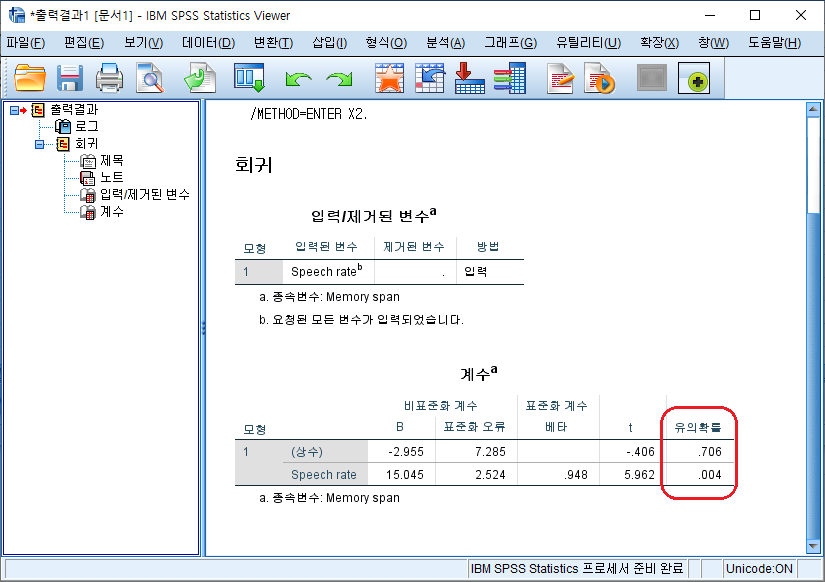 *출력결과1 [문서1] - IBM SPSS Statistics Viewer
파일(F) 편집(E) 보기(V) 데이터(D) 변환(T) 삽입(I) 형식(O) 분석(A) 그래프(G) 유틸리티(U) 확장(X) 창(W) 도움말(H)
출력결과
로그
회귀
제목
노트
입력/제거된 변수
계수
/METHOD=ENTER X2.
회귀
입력/제거된 변수a
모형 입력된 변수 제거된 변수 방법
1 Speech rateb . 입력
a. 종속변수: Memory span
b. 요청된 모든 변수가 입력되었습니다.
계수a
비표준화 계수 표준화 계수
모형 B 표준화 오류 베타 t 유의확률
1 (상수) -2.955 7.285 -.406 .706
Speech rate 15.045 2.524 .948 5.962 .004
a. 종속변수: Memory span
IBM SPSS Statistics 프로세서 준비 완료 Unicode:ON